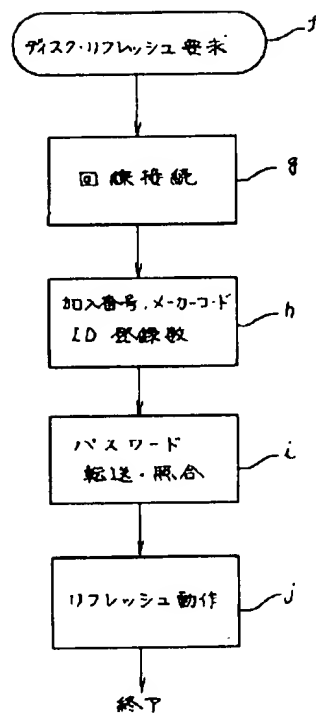 ディスク・リフレッシュ要求
f
回線接続
g
加入番号、メーカーコード
ID 登録数
h
パスワード
転送・照合
i
リフレッシュ動作
j
終了